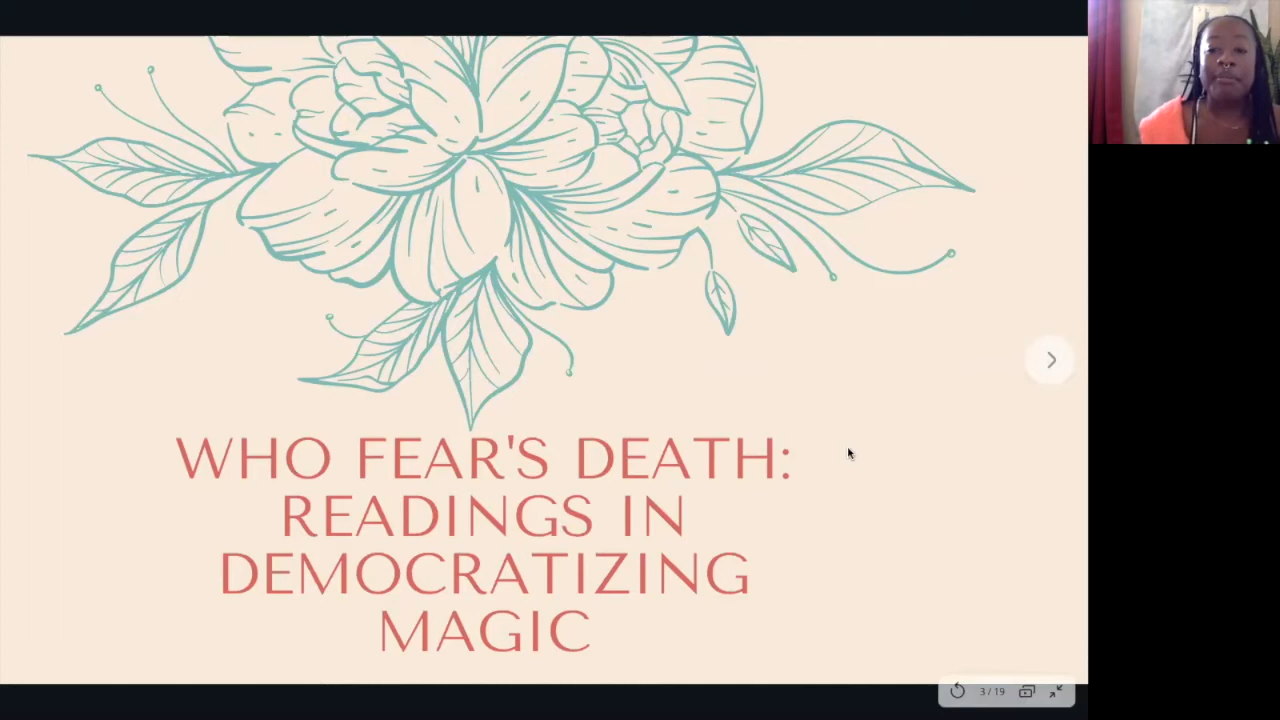 WHO FEAR'S DEATH:
READINGS IN
DEMOCRATIZING
MAGIC
3 / 19